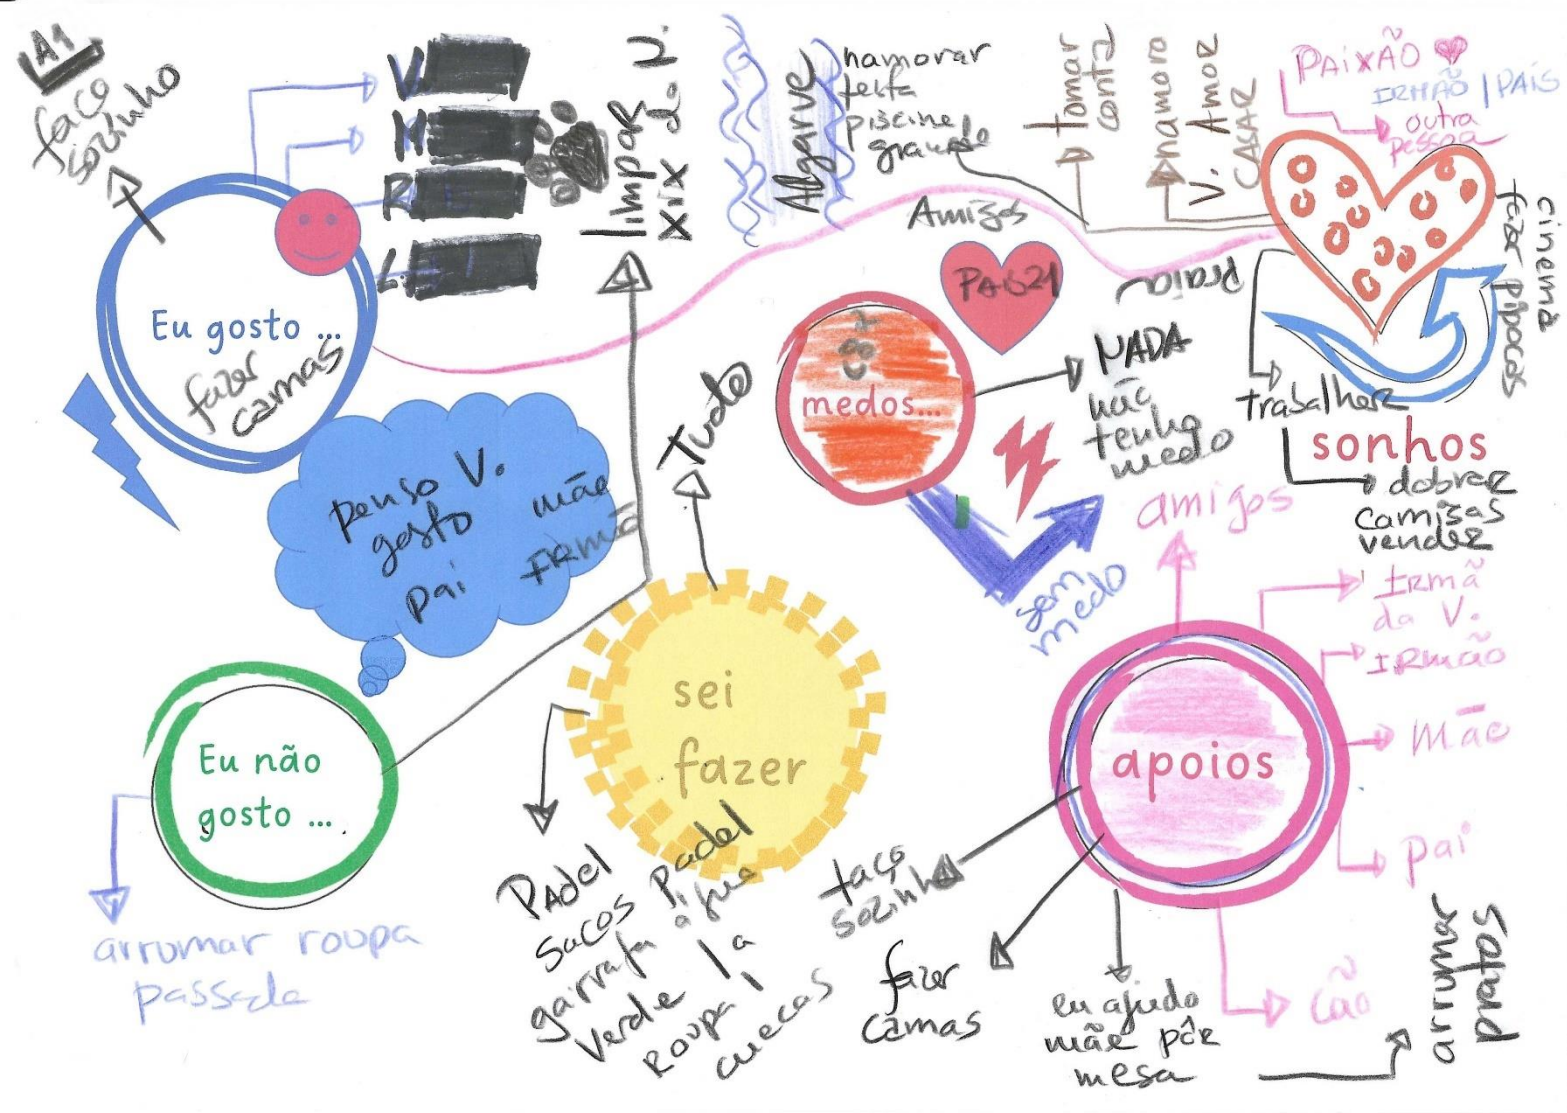 A1
faço
sozinho
V.
M
R
L.
limpar
xix da V.
Algarve
namorar
festa
piscina
grande
tomar
conta
namoro
V. Amor
CASAR
PAIXÃO
IRMÃO | PAIS
outra
pessoa
cinema
fazer pipocas
Amigos
Praia
PAIS21
Eu gosto ...
fazer
camas
penso V.
gosto mãe
pai Irmã
Tudo
medos...
NADA
não
tenho
medo
sem
medo
trabalhar
sonhos
dobrar
camisas
vender
Eu não
gosto ...
arrumar roupa
passada
sei
fazer
PADel
sacos Padel
garrafa água
verde
roupa
cuecas
apoios
amigos
Irmã
da V.
IRmão
Mãe
pai
cão
faço
sozinho
fazer
camas
eu ajudo
mãe pôr
mesa
arrumar
pratos